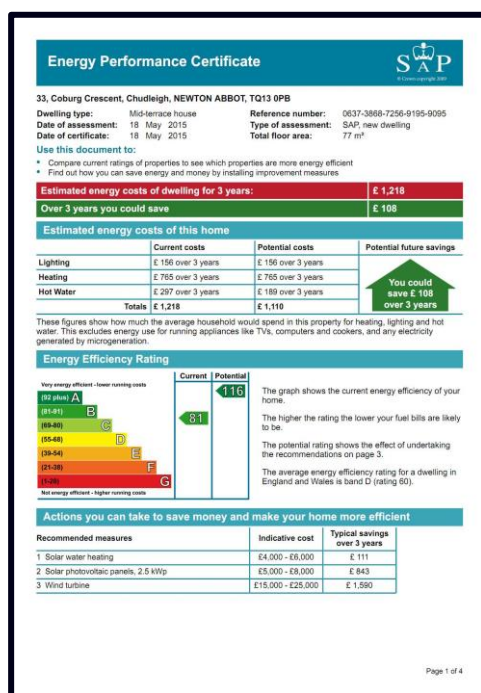 Energy Performance Certificate
SAP
© Crown copyright 2009
33, Coburg Crescent, Chudleigh, NEWTON ABBOT, TQ13 0PB
Dwelling type: Mid-terrace house Reference number: 0637-3868-7256-9195-9095
Date of assessment: 18 May 2015 Type of assessment: SAP, new dwelling
Date of certificate: 18 May 2015 Total floor area: 77 m²
Use this document to:
• Compare current ratings of properties to see which properties are more energy efficient
• Find out how you can save energy and money by installing improvement measures
Estimated energy costs of dwelling for 3 years: £ 1,218
Over 3 years you could save £ 108
Estimated energy costs of this home
Current costs Potential costs Potential future savings
Lighting £ 156 over 3 years £ 156 over 3 years
Heating £ 765 over 3 years £ 765 over 3 years
Hot Water £ 297 over 3 years £ 189 over 3 years
Totals £ 1,218 £ 1,110
You could
save £ 108
over 3 years
These figures show how much the average household would spend in this property for heating, lighting and hot
water. This excludes energy use for running appliances like TVs, computers and cookers, and any electricity
generated by microgeneration.
Energy Efficiency Rating
Current Potential
Very energy efficient - lower running costs
(92 plus) A
(81-91) B
(69-80) C
(55-68) D
(39-54) E
(21-38) F
(1-20) G
Not energy efficient - higher running costs
81
116
The graph shows the current energy efficiency of your
home.
The higher the rating the lower your fuel bills are likely
to be.
The potential rating shows the effect of undertaking
the recommendations on page 3.
The average energy efficiency rating for a dwelling in
England and Wales is band D (rating 60).
Actions you can take to save money and make your home more efficient
Recommended measures Indicative cost Typical savings
over 3 years
1 Solar water heating £4,000 - £6,000 £ 111
2 Solar photovoltaic panels, 2.5 kWp £5,000 - £8,000 £ 843
3 Wind turbine £15,000 - £25,000 £ 1,590
Page 1 of 4